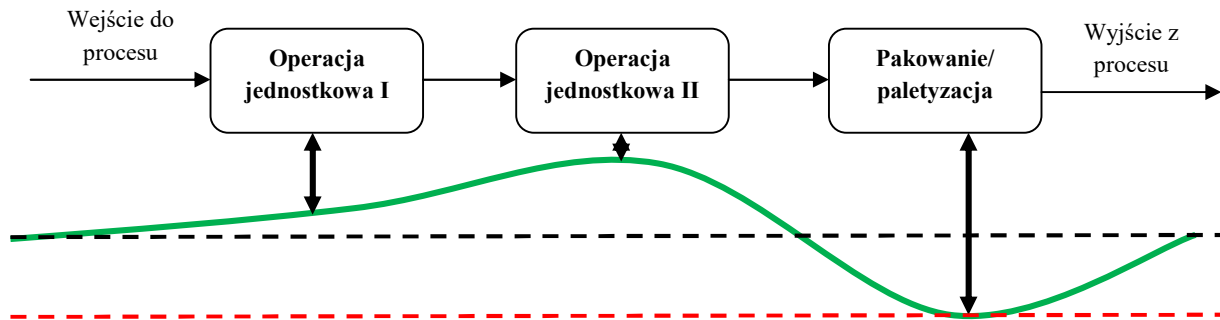 Wejście do
procesu
Operacja
jednostkowa I
Operacja
jednostkowa II
Pakowanie/
paletyzacja
Wyjście z
procesu